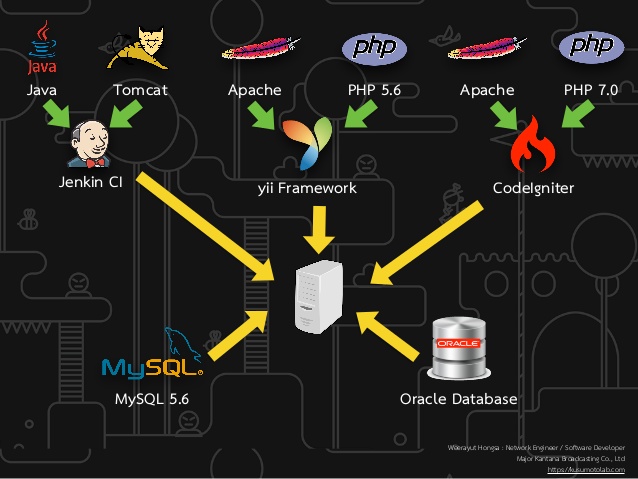 Java
php
php
Java
Tomcat
Apache
PHP 5.6
Apache
PHP 7.0
Jenkin CI
yii Framework
CodeIgniter
MySQL
ORACLE
MySQL 5.6
Oracle Database
Weerayut Hongsa : Network Engineer / Software Developer
Major Kantana Broadcasting Co., Ltd
https://kusumotolab.com